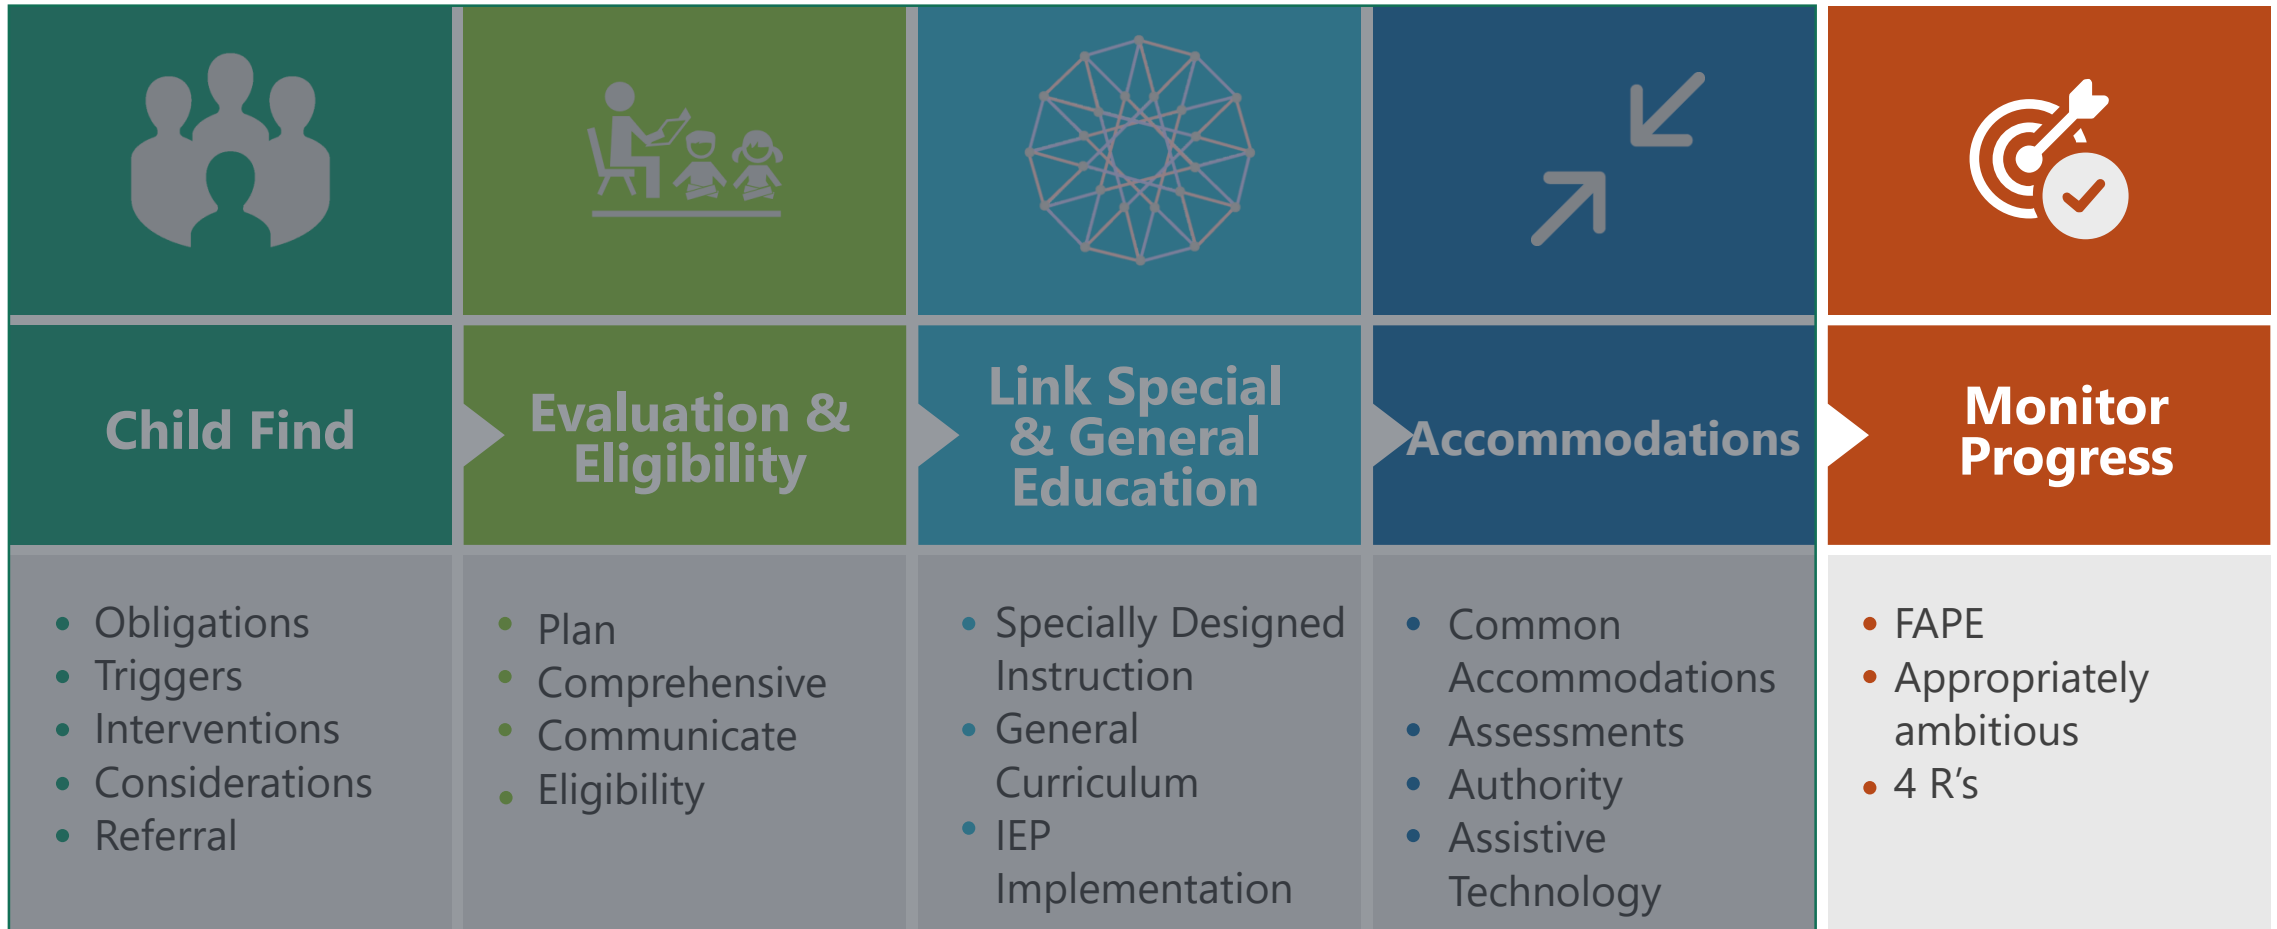 Child Find
Evaluation &
Eligibility
Link Special
& General
Education
Accommodations
Monitor
Progress
• Obligations
• Triggers
• Interventions
• Considerations
• Referral
• Plan
• Comprehensive
• Communicate
• Eligibility
• Specially Designed
Instruction
• General
Curriculum
• IEP
Implementation
• Common
Accommodations
• Assessments
• Authority
• Assistive
Technology
• FAPE
• Appropriately
ambitious
• 4 R’s